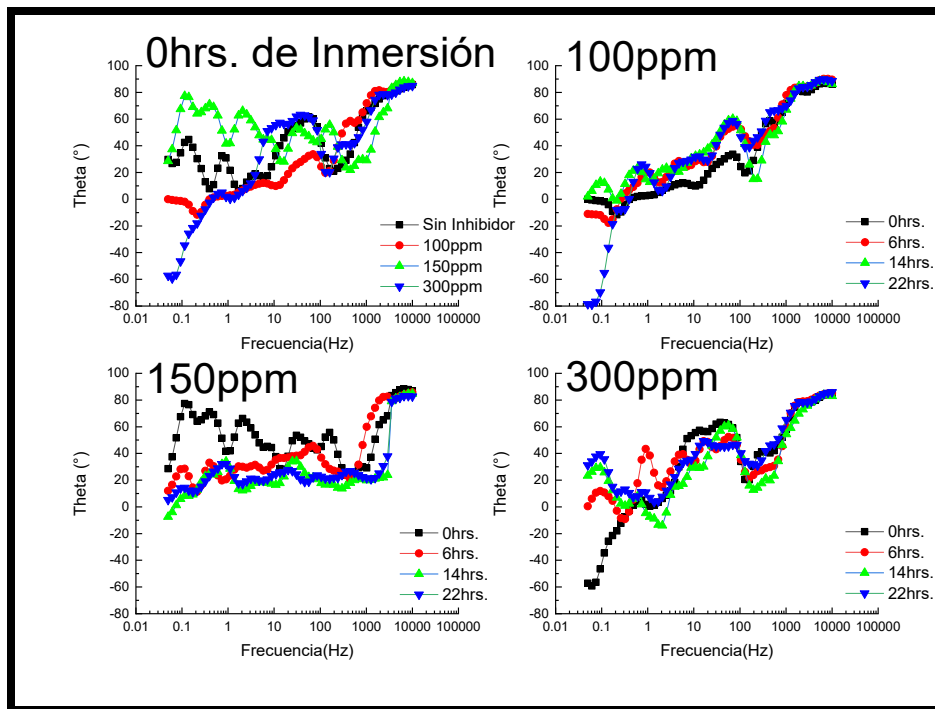 0hrs. de Inmersión
100
80
60
40
20
0
-20
-40
-60
-80
Theta (°)
0.01 0.1 1 10 100 1000 10000 100000
Frecuencia(Hz)
Sin Inhibidor
100ppm
150ppm
300ppm
100ppm
100
80
60
40
20
0
-20
-40
-60
-80
Theta (°)
0.01 0.1 1 10 100 1000 10000 100000
Frecuencia(Hz)
0hrs.
6hrs.
14hrs.
22hrs.
150ppm
100
80
60
40
20
0
-20
-40
-60
-80
Theta (°)
0.01 0.1 1 10 100 1000 10000 100000
Frecuencia(Hz)
0hrs.
6hrs.
14hrs.
22hrs.
300ppm
100
80
60
40
20
0
-20
-40
-60
-80
Theta (°)
0.01 0.1 1 10 100 1000 10000 100000
Frecuencia(Hz)
0hrs.
6hrs.
14hrs.
22hrs.